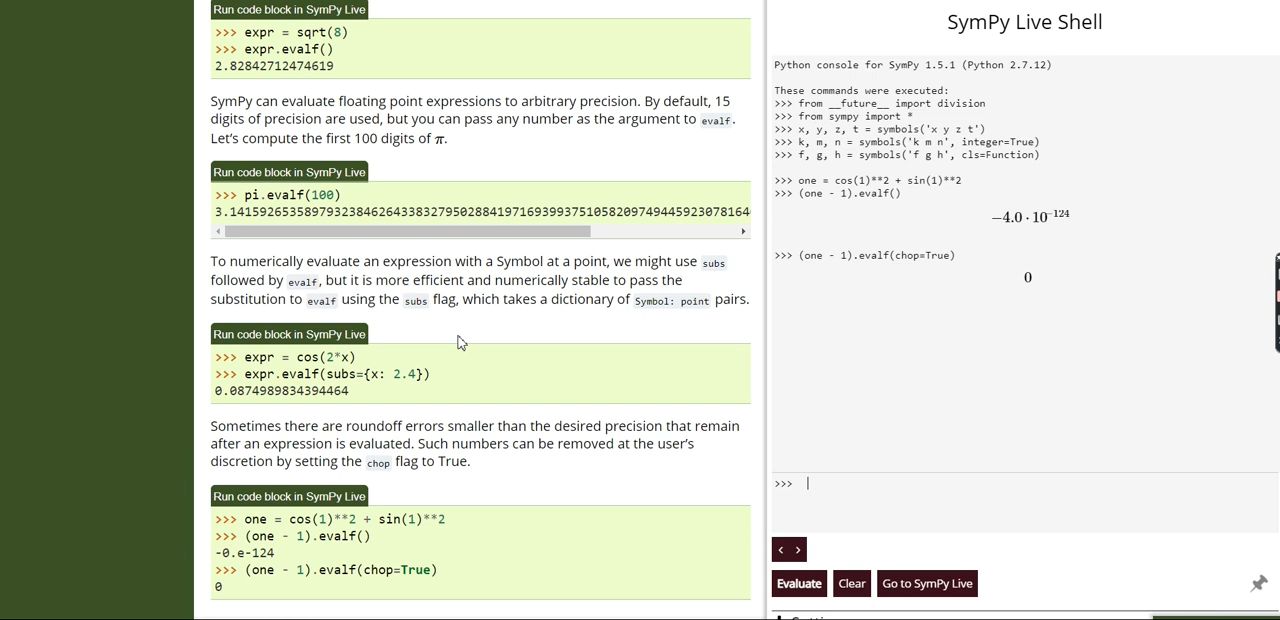 Run code block in SymPy Live
>>> expr = sqrt(8)
>>> expr.evalf()
2.82842712474619
SymPy can evaluate floating point expressions to arbitrary precision. By default, 15
digits of precision are used, but you can pass any number as the argument to evalf.
Let's compute the first 100 digits of π.
Run code block in SymPy Live
>>> pi.evalf(100)
3.1415926535897932384626433832795028841971693993751058209749445923078164
To numerically evaluate an expression with a Symbol at a point, we might use subs
followed by evalf, but it is more efficient and numerically stable to pass the
substitution to evalf using the subs flag, which takes a dictionary of Symbol: point pairs.
Run code block in SymPy Live
>>> expr = cos(2*x)
>>> expr.evalf(subs={x: 2.4})
0.0874989834394464
Sometimes there are roundoff errors smaller than the desired precision that remain
after an expression is evaluated. Such numbers can be removed at the user's
discretion by setting the chop flag to True.
Run code block in SymPy Live
>>> one = cos(1)**2 + sin(1)**2
>>> (one - 1).evalf()
-0.e-124
>>> (one - 1).evalf(chop=True)
0
SymPy Live Shell
Python console for SymPy 1.5.1 (Python 2.7.12)
These commands were executed:
>>> from __future__ import division
>>> from sympy import *
>>> x, y, z, t = symbols('x y z t')
>>> k, m, n = symbols('k m n', integer=True)
>>> f, g, h = symbols('f g h', cls=Function)
>>> one = cos(1)**2 + sin(1)**2
>>> (one - 1).evalf()
−4.0 · 10⁻¹²⁴
>>> (one - 1).evalf(chop=True)
0
>>>
< >
Evaluate Clear Go to SymPy Live